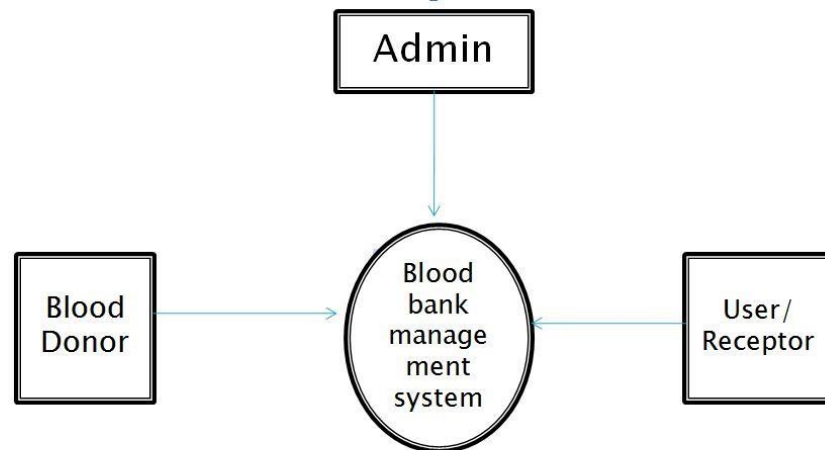 Admin
Blood
Donor
Blood
bank
manage
ment
system
User/
Receptor